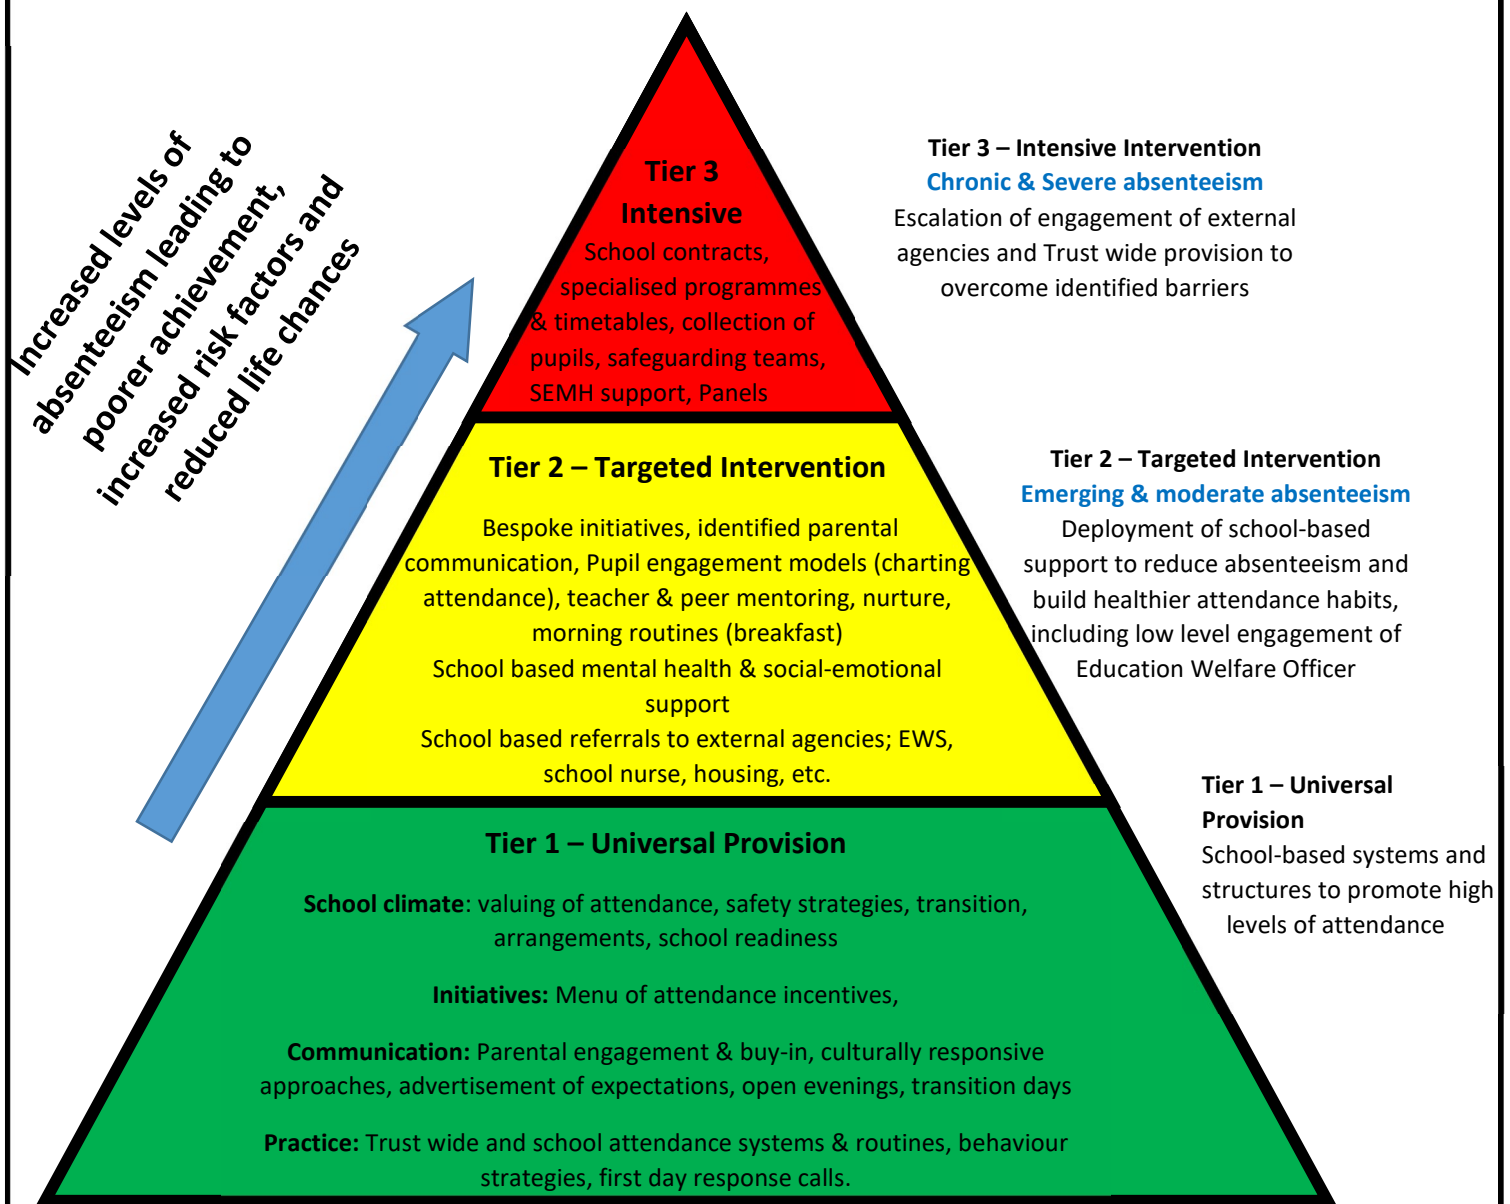 Increased levels of
absenteeism leading to
poorer achievement,
increased risk factors and
reduced life chances
Tier 3
Intensive
School contracts,
specialised programmes
& timetables, collection of
pupils, safeguarding teams,
SEMH support, Panels
Tier 3 – Intensive Intervention
Chronic & Severe absenteeism
Escalation of engagement of external
agencies and Trust wide provision to
overcome identified barriers
Tier 2 – Targeted Intervention
Bespoke initiatives, identified parental
communication, Pupil engagement models (charting
attendance), teacher & peer mentoring, nurture,
morning routines (breakfast)
School based mental health & social-emotional
support
School based referrals to external agencies; EWS,
school nurse, housing, etc.
Tier 2 – Targeted Intervention
Emerging & moderate absenteeism
Deployment of school-based
support to reduce absenteeism and
build healthier attendance habits,
including low level engagement of
Education Welfare Officer
Tier 1 – Universal Provision
School climate: valuing of attendance, safety strategies, transition,
arrangements, school readiness
Initiatives: Menu of attendance incentives,
Communication: Parental engagement & buy-in, culturally responsive
approaches, advertisement of expectations, open evenings, transition days
Practice: Trust wide and school attendance systems & routines, behaviour
strategies, first day response calls.
Tier 1 – Universal
Provision
School-based systems and
structures to promote high
levels of attendance